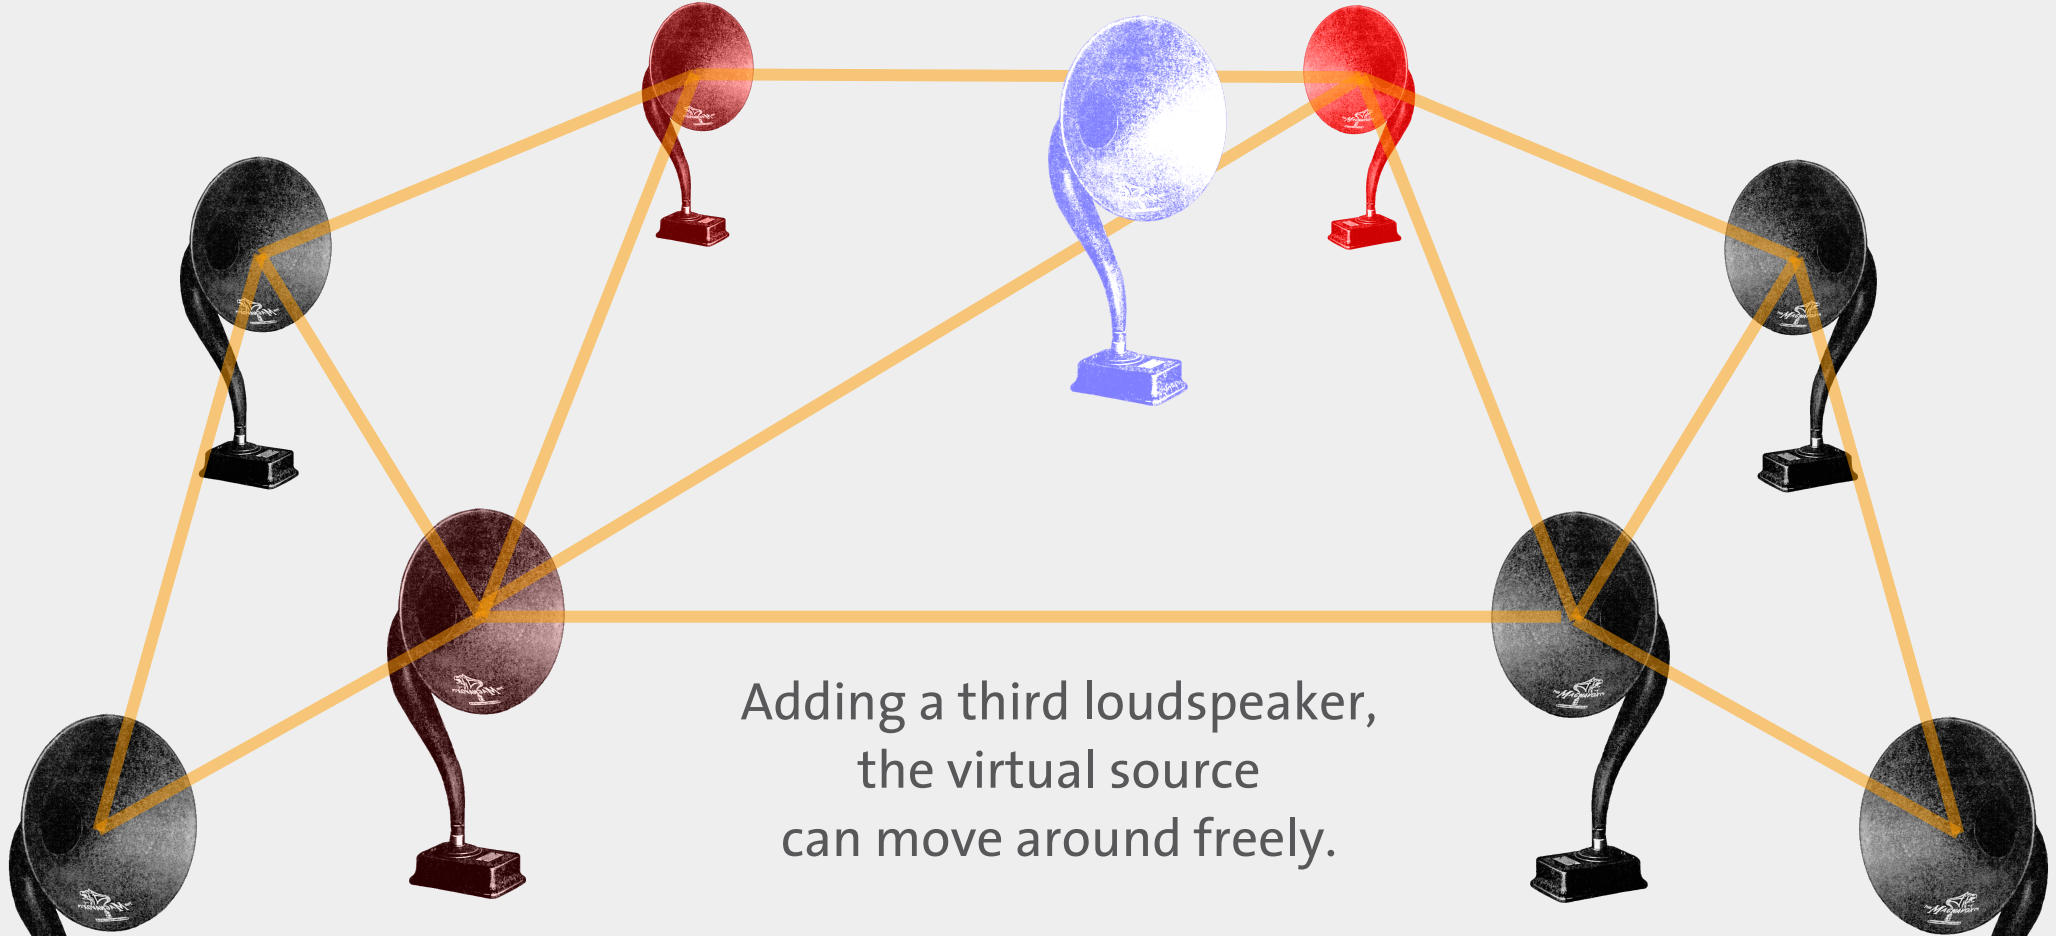 Adding a third loudspeaker,
the virtual source
can move around freely.